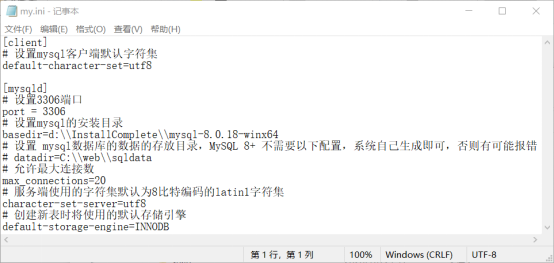 my.ini - 记事本
文件(F) 编辑(E) 格式(O) 查看(V) 帮助(H)
[client]
# 设置mysql客户端默认字符集
default-character-set=utf8
[mysqld]
# 设置3306端口
port = 3306
# 设置mysql的安装目录
basedir=d:\\InstallComplete\\mysql-8.0.18-winx64
# 设置 mysql数据库的数据的存放目录，MySQL 8+ 不需要以下配置，系统自己生成即可，否则有可能报错
# datadir=C:\\web\\sqldata
# 允许最大连接数
max_connections=20
# 服务端使用的字符集默认为8比特编码的latin1字符集
character-set-server=utf8
# 创建新表时将使用的默认存储引擎
default-storage-engine=INNODB
第 1 行，第 1 列 100% Windows (CRLF) UTF-8